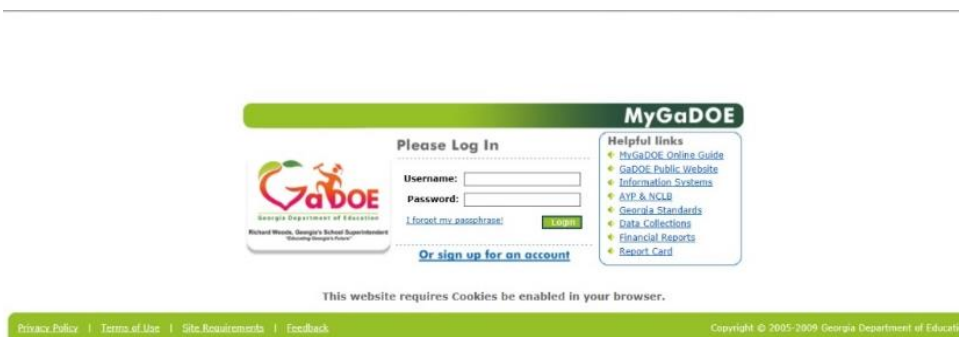 MyGaDOE
Please Log In
GaDOE
Georgia Department of Education
Richard Woods, Georgia's School Superintendent
"Educating Georgia's Future"
Username:
Password:
I forgot my passphrase!
Login
Or sign up for an account
Helpful links
MyGaDOE Online Guide
GaDOE Public Website
Information Systems
AYP & NCLB
Georgia Standards
Data Collections
Financial Reports
Report Card
This website requires Cookies be enabled in your browser.
Privacy Policy | Terms of Use | Site Requirements | Feedback
Copyright © 2005-2009 Georgia Department of Educati